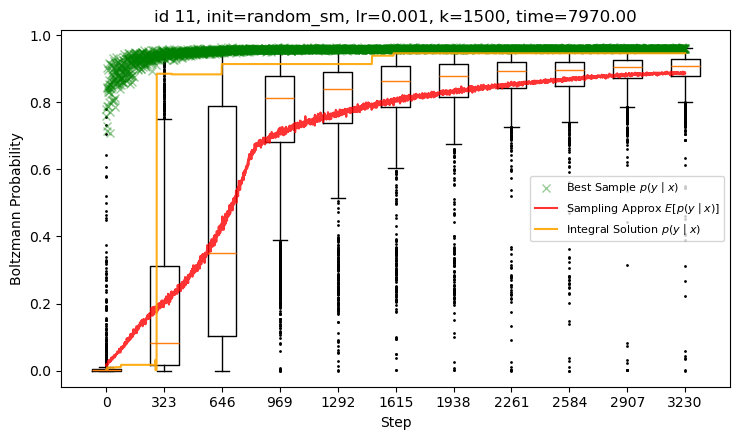 id 11, init=random_sm, lr=0.001, k=1500, time=7970.00
Boltzmann Probability
1.0
0.8
0.6
0.4
0.2
0.0
Best Sample p(y | x)
Sampling Approx E[p(y | x)]
Integral Solution p(y | x)
0 323 646 969 1292 1615 1938 2261 2584 2907 3230
Step